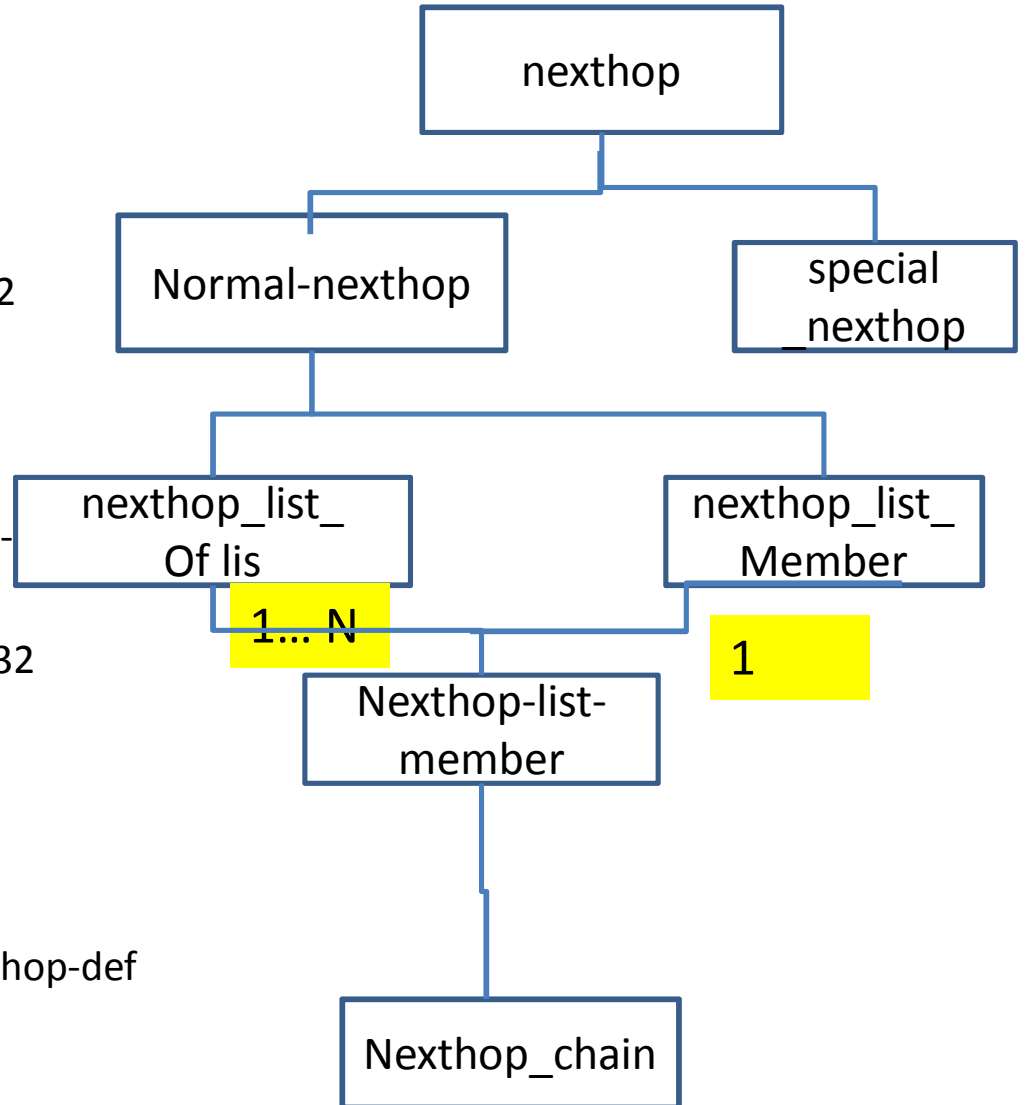 nexthop
Normal-nexthop
special
_nexthop
2
nexthop_list_
Of lis
nexthop_list_
Member
-
1... N
1
32
Nexthop-list-
member
hop-def
Nexthop_chain